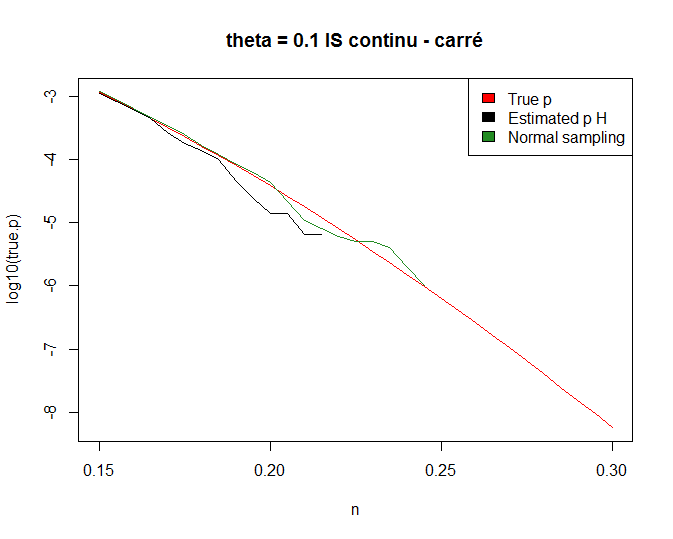 theta = 0.1 IS continu - carré
True p
Estimated p H
Normal sampling
log10(true.p)
-3
-4
-5
-6
-7
-8
0.15 0.20 0.25 0.30
n